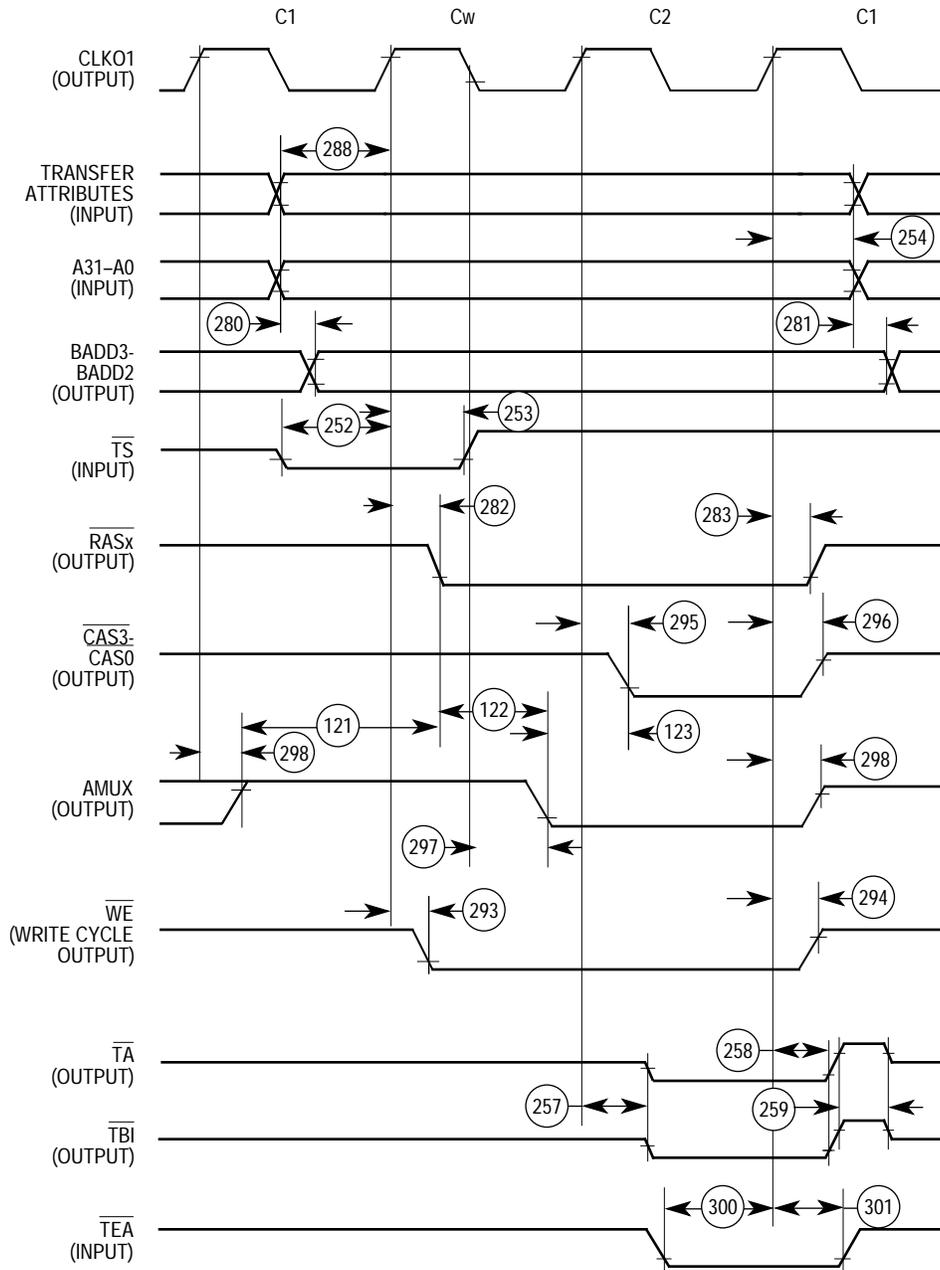 C1 Cw C2 C1
CLKO1
(OUTPUT)
288
TRANSFER
ATTRIBUTES
(INPUT)
254
A31–A0
(INPUT)
280 281
BADD3-
BADD2
(OUTPUT)
252 253
TS
(INPUT)
282 283
RASx
(OUTPUT)
295 296
CAS3-
CAS0
(OUTPUT)
121 122 123
298 298
AMUX
(OUTPUT)
297
293 294
WE
(WRITE CYCLE
OUTPUT)
258
TA
(OUTPUT)
257 259
TBI
(OUTPUT)
300 301
TEA
(INPUT)